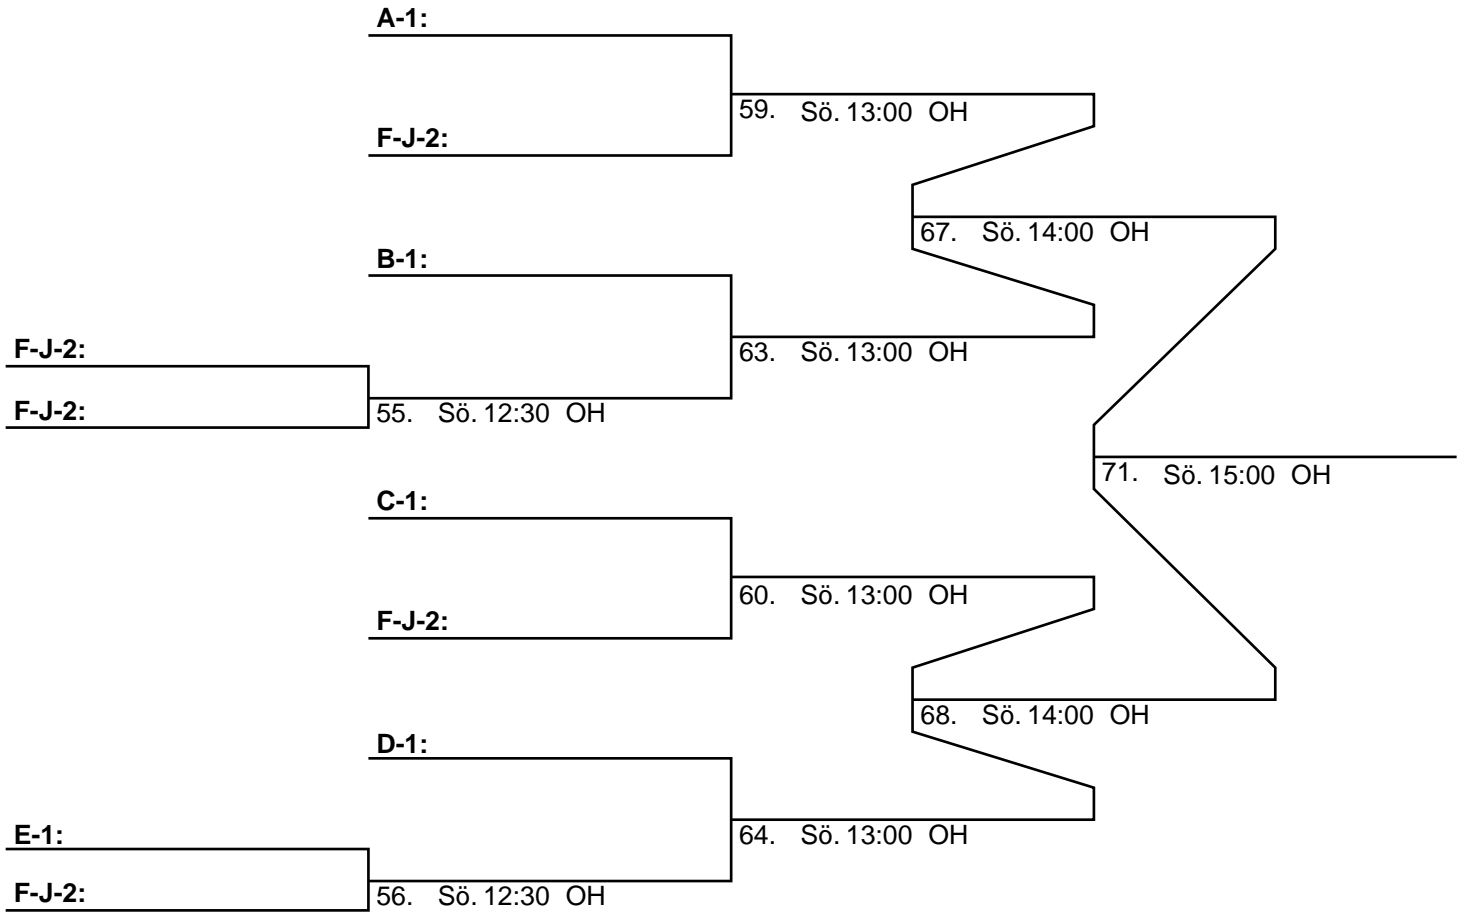 A-1:
59. Sö. 13:00 OH
F-J-2:
67. Sö. 14:00 OH
B-1:
F-J-2:
63. Sö. 13:00 OH
F-J-2:
55. Sö. 12:30 OH
71. Sö. 15:00 OH
C-1:
60. Sö. 13:00 OH
F-J-2:
68. Sö. 14:00 OH
D-1:
E-1:
64. Sö. 13:00 OH
F-J-2:
56. Sö. 12:30 OH